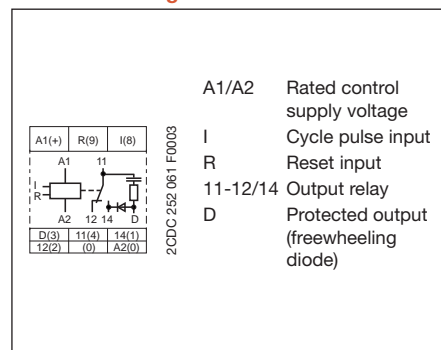 A1/A2 Rated control
supply voltage
I Cycle pulse input
R Reset input
11-12/14 Output relay
D Protected output
(freewheeling
diode)
A1(+) R(9) I(8)
A1 11
I
R
A2 12 14 D
D(3) 11(4) 14(1)
12(2) (0) A2(0)
2CDC 252 061 F0003